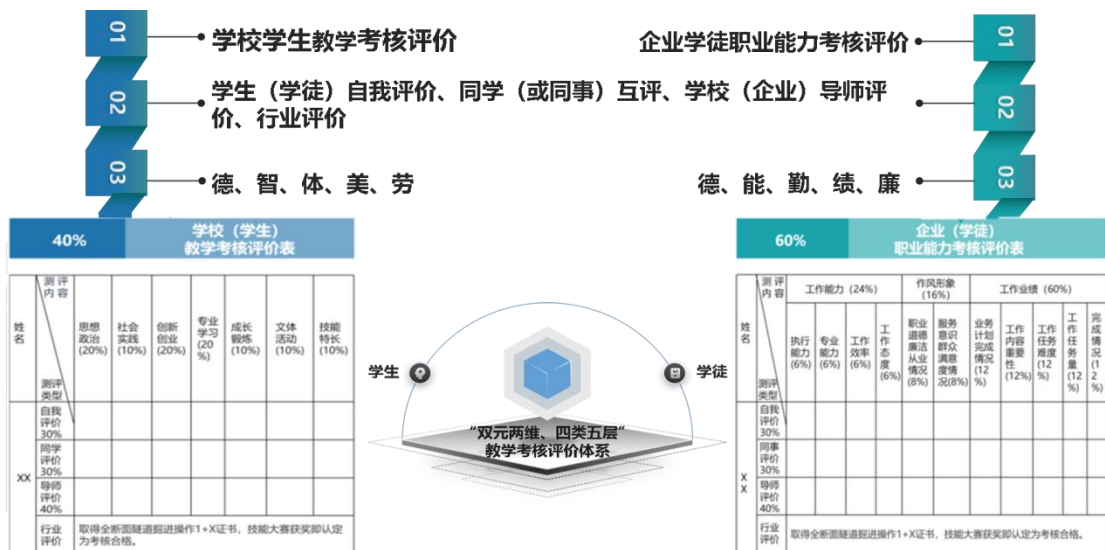 01
学校学生教学考核评价
企业学徒职业能力考核评价
01
02
学生（学徒）自我评价、同学（或同事）互评、学校（企业）导师评
价、行业评价
02
03
德、智、体、美、劳
德、能、勤、绩、廉
03
40%
学校（学生）
教学考核评价表
测评
内容
姓名
测评
类型
思想
政治
(20%)
社会
实践
(10%)
创新
创业
(20%)
专业
学习(20
%)
成长
锻炼
(10%)
文体
活动
(10%)
技能
特长
(10%)
XX
自我
评价
30%
同学
评价
30%
导师
评价
40%
行业
评价
取得全断面隧道掘进操作1+X证书，技能大赛获奖即认定
为考核合格。
学生
学徒
“双元两维、四类五层”
教学考核评价体系
60%
企业（学徒）
职业能力考核评价表
测评
内容
工作能力（24%）
作风形象
（16%）
工作业绩（60%）
姓名
测评
类型
执行
能力
(6%)
专业
能力
(6%)
工作
效率
(6%)
工
作
态
度
(6%)
职业
道德
廉洁
从业
情况
(8%)
服务
意识
群众
满意
度情
况(8%)
业务
计划
完成
情况
(12
%)
工作
内容
重要
性
(12%)
工作
任务
难度
(12
%)
工
作
任
务
量
(12
%)
完
成
情
况
(1
2
%)
X
X
自我
评价
30%
同事
评价
30%
导师
评价
40%
行业
评价
取得全断面隧道掘进操作1+X证书，技能大赛获奖即认定为考核合格。